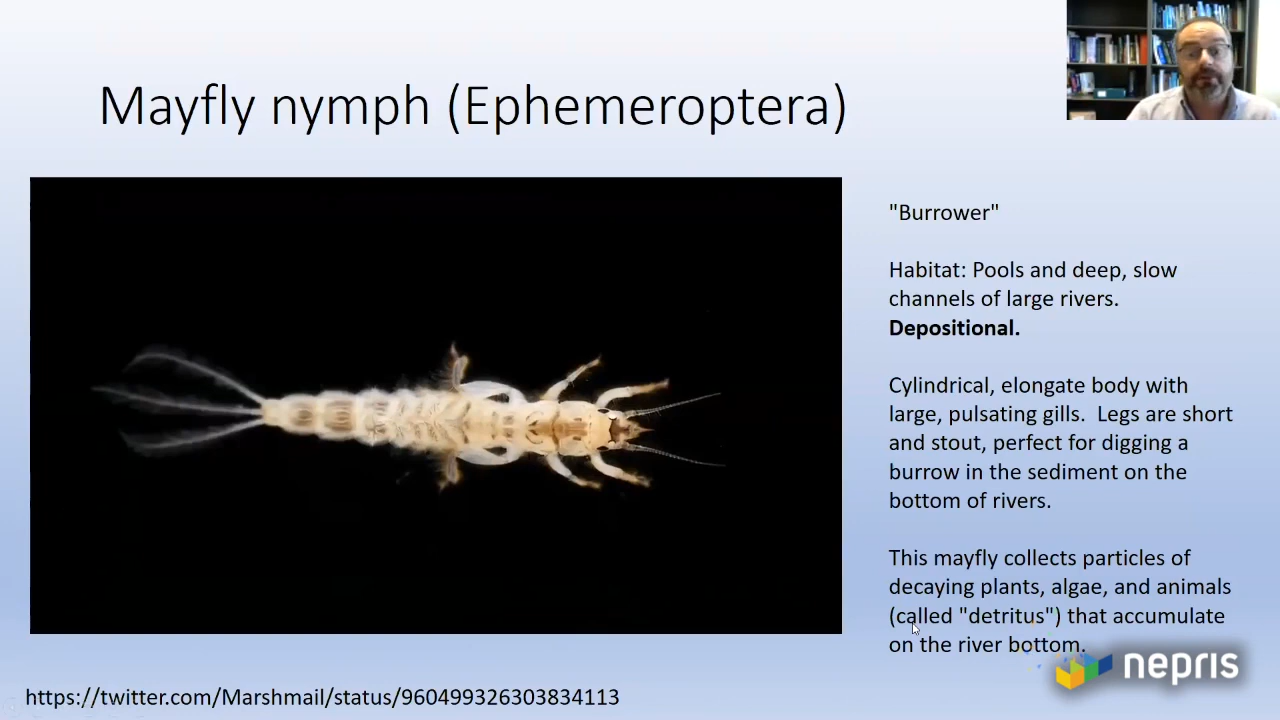 Mayfly nymph (Ephemeroptera)
"Burrower"
Habitat: Pools and deep, slow
channels of large rivers.
Depositional.
Cylindrical, elongate body with
large, pulsating gills.  Legs are short
and stout, perfect for digging a
burrow in the sediment on the
bottom of rivers.
This mayfly collects particles of
decaying plants, algae, and animals
(called "detritus") that accumulate
on the river bottom.
nepris
https://twitter.com/Marshmail/status/960499326303834113